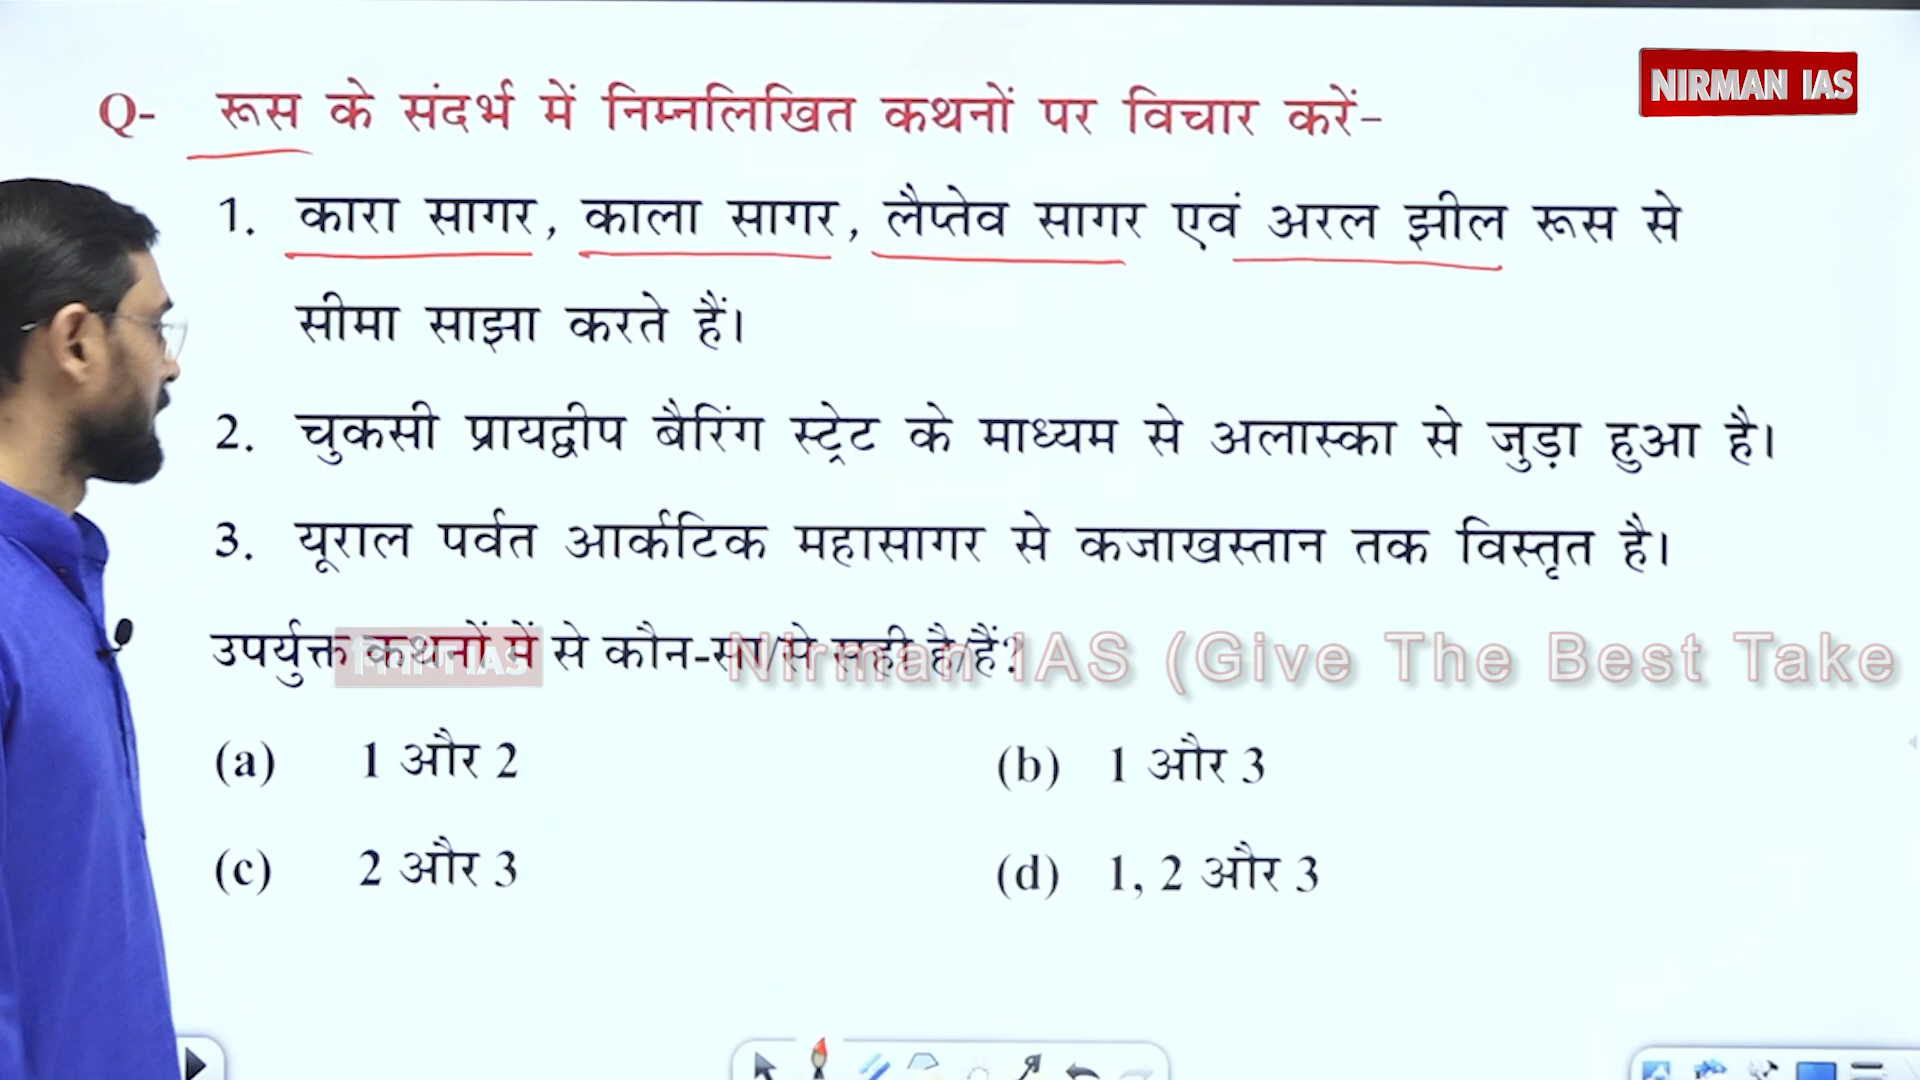 NIRMAN IAS
Q- रूस के संदर्भ में निम्नलिखित कथनों पर विचार करें-
1. कारा सागर, काला सागर, लैप्तेव सागर एवं अरल झील रूस से
सीमा साझा करते हैं।
2. चुकसी प्रायद्वीप बैरिंग स्ट्रेट के माध्यम से अलास्का से जुड़ा हुआ है।
3. यूराल पर्वत आर्कटिक महासागर से कजाखस्तान तक विस्तृत है।
उपर्युक्त कथनों में से कौन-सा/से सही है/हैं?
Nirman IAS (Give The Best Take
(a) 1 और 2
(b) 1 और 3
(c) 2 और 3
(d) 1, 2 और 3